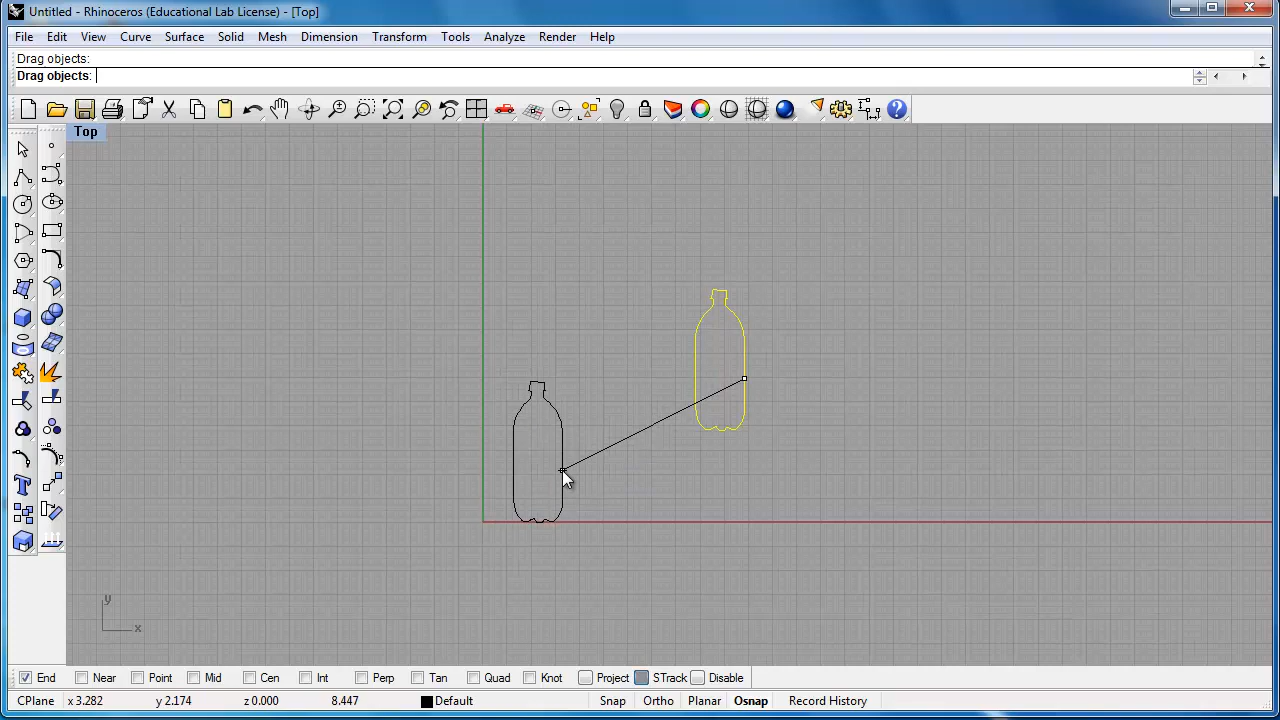 Untitled - Rhinoceros (Educational Lab License) - [Top]
File Edit View Curve Surface Solid Mesh Dimension Transform Tools Analyze Render Help
Drag objects:
Drag objects:
Top
y
x
End Near Point Mid Cen Int Perp Tan Quad Knot Project STrack Disable
CPlane x 3.282 y 2.174 z 0.000 8.447 Default Snap Ortho Planar Osnap Record History